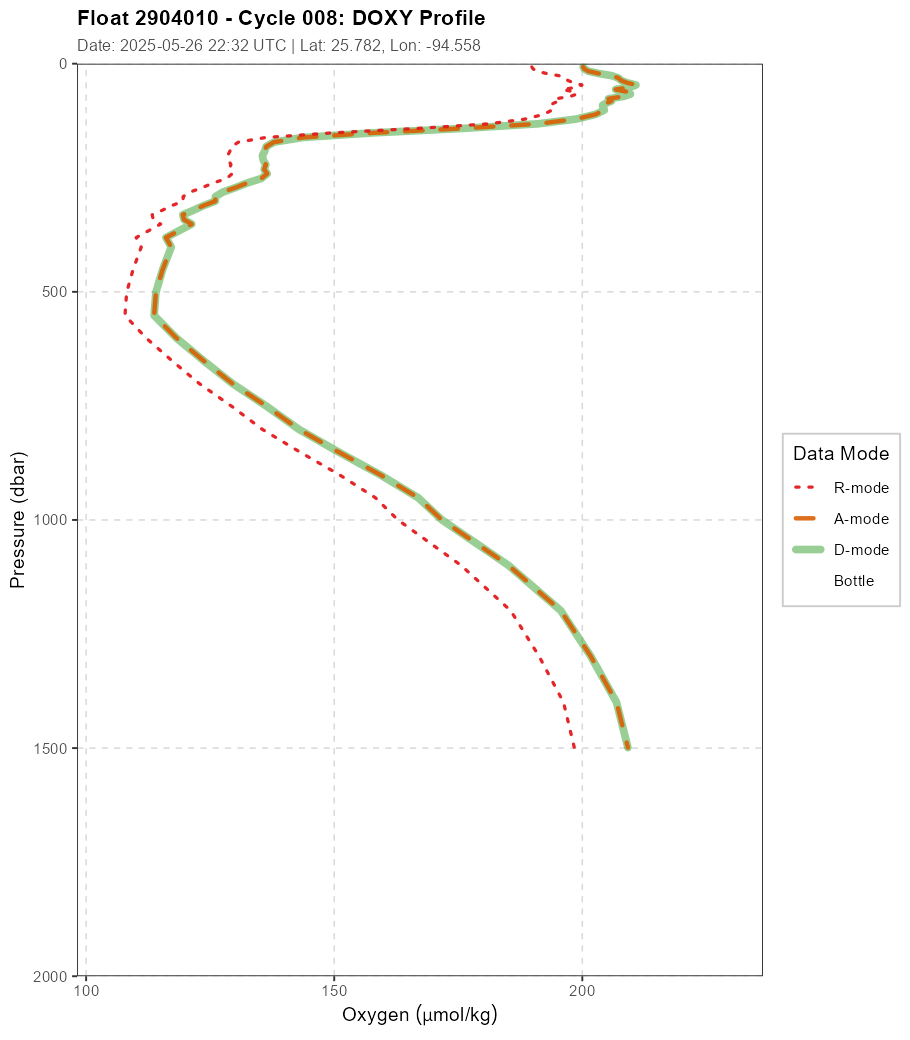 Float 2904010 - Cycle 008: DOXY Profile
Date: 2025-05-26 22:32 UTC | Lat: 25.782, Lon: -94.558
0
500
1000
1500
2000
Pressure (dbar)
100
150
200
Oxygen (µmol/kg)
Data Mode
R-mode
A-mode
D-mode
Bottle